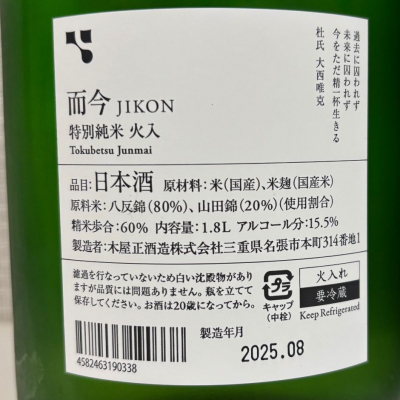 過去に囚われず
未来に囚われず
今をただ精一杯生きる
杜氏 大西唯克
而今 JIKON
特別純米 火入
Tokubetsu Junmai
品目:日本酒 原材料:米(国産)、米麹(国産米)
原料米:八反錦(80%)、山田錦(20%)(使用割合)
精米歩合:60% 内容量:1.8L アルコール分:15.5%
製造者:木屋正酒造株式会社三重県名張市本町314番地1
濾過を行なっていないため白い沈殿物があり
ますが品質には問題ありません。瓶を立てて
保存してください。お酒は20歳になってから。
プラ
キャップ
(中栓)
火入れ
要冷蔵
Keep Refrigerated
4582463190338
製造年月
2025.08